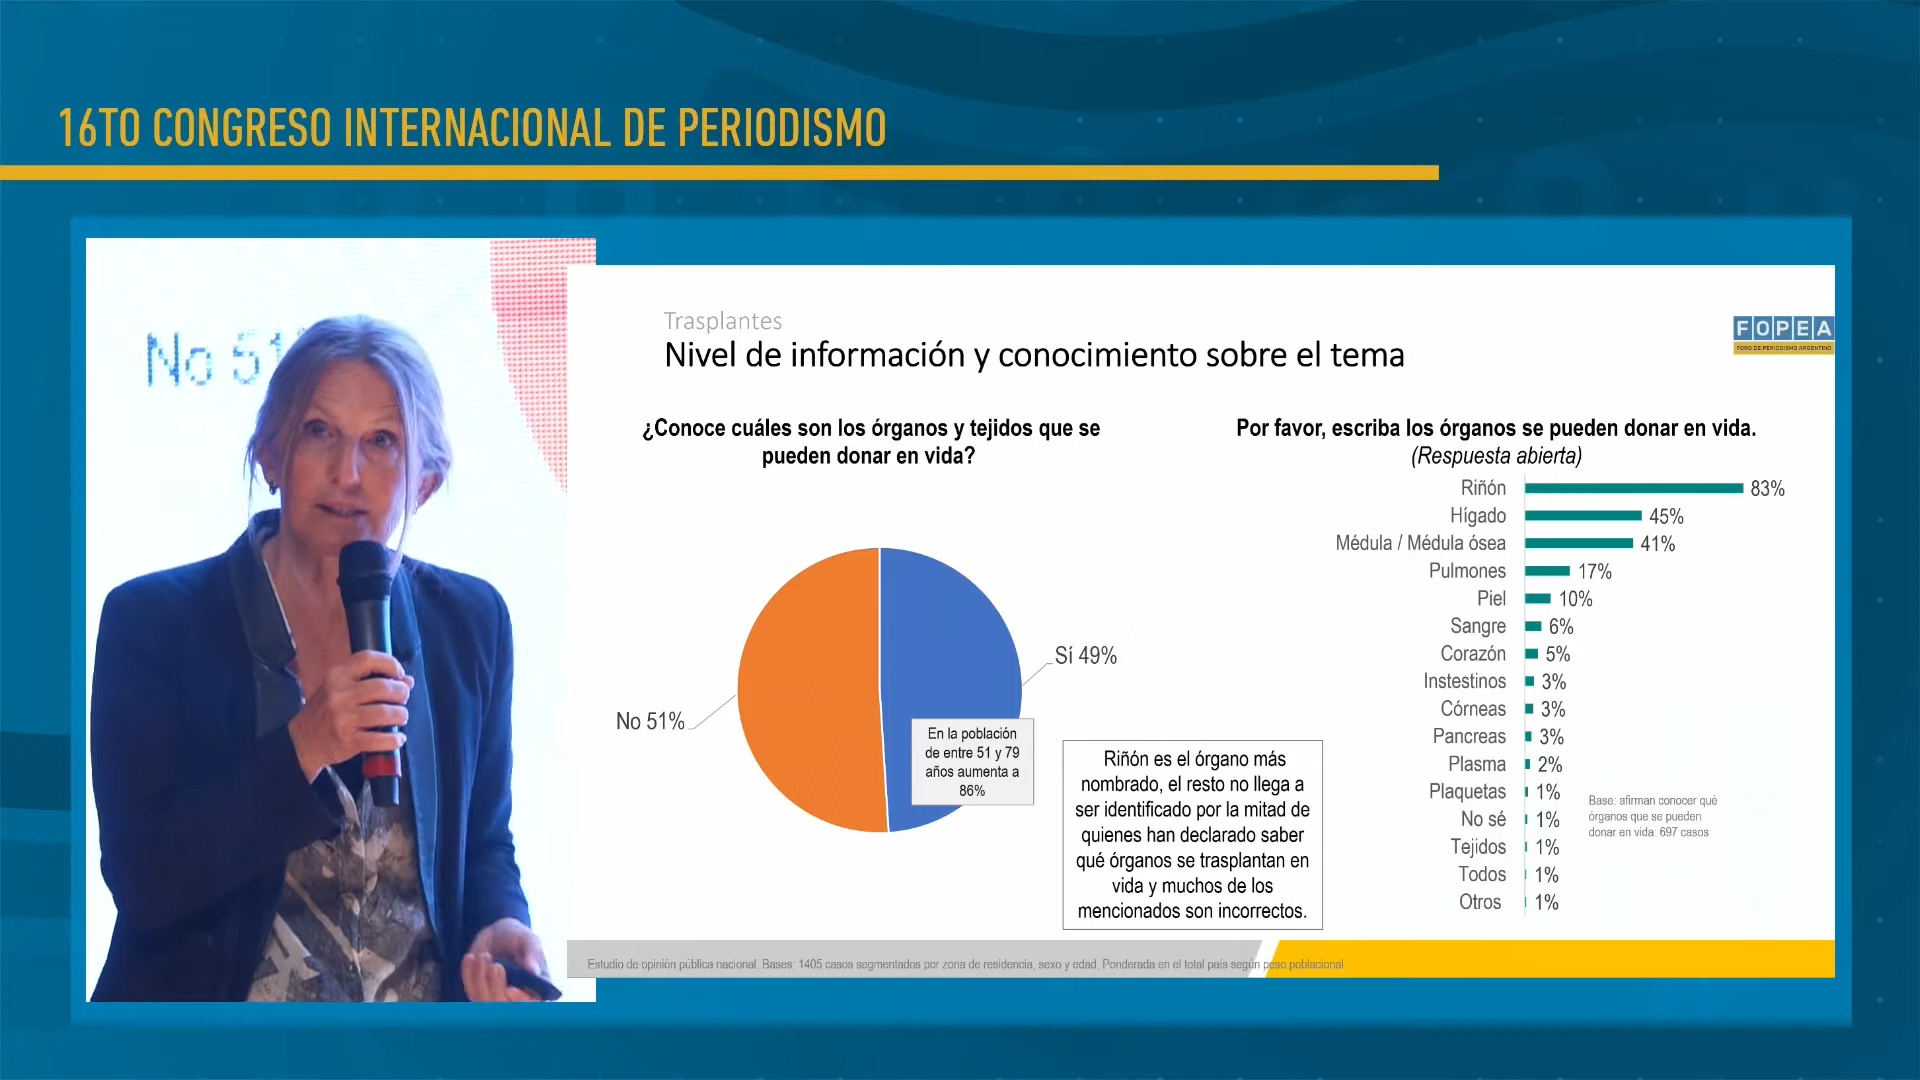 16TO CONGRESO INTERNACIONAL DE PERIODISMO
No 51
Trasplantes
Nivel de información y conocimiento sobre el tema
FOPEA
FORO DE PERIODISMO ARGENTINO
¿Conoce cuáles son los órganos y tejidos que se
pueden donar en vida?
Sí 49%
No 51%
En la población
de entre 51 y 79
años aumenta a
86%
Riñón es el órgano más
nombrado, el resto no llega a
ser identificado por la mitad de
quienes han declarado saber
qué órganos se trasplantan en
vida y muchos de los
mencionados son incorrectos.
Por favor, escriba los órganos se pueden donar en vida.
(Respuesta abierta)
Riñón 83%
Hígado 45%
Médula / Médula ósea 41%
Pulmones 17%
Piel 10%
Sangre 6%
Corazón 5%
Instestinos 3%
Córneas 3%
Pancreas 3%
Plasma 2%
Plaquetas 1%
No sé 1%
Tejidos 1%
Todos 1%
Otros 1%
Base: afirman conocer qué
órganos que se pueden
donar en vida: 697 casos
Estudio de opinión pública nacional. Bases: 1405 casos segmentados por zona de residencia, sexo y edad. Ponderada en el total país según peso poblacional